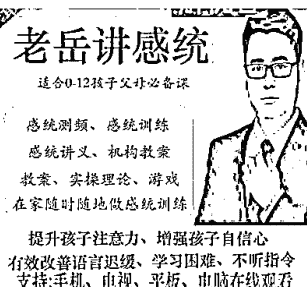 老岳讲感统
适合0-12孩子父母必备课
感统测频、感统训练
感统讲义、机构教案
教案、实操理论、游戏
在家随时随地做感统训练
提升孩子注意力、增强孩子自信心
有效改善语言迟缓、学习困难、不听指令
支持:手机、电视、平板、电脑在线观看